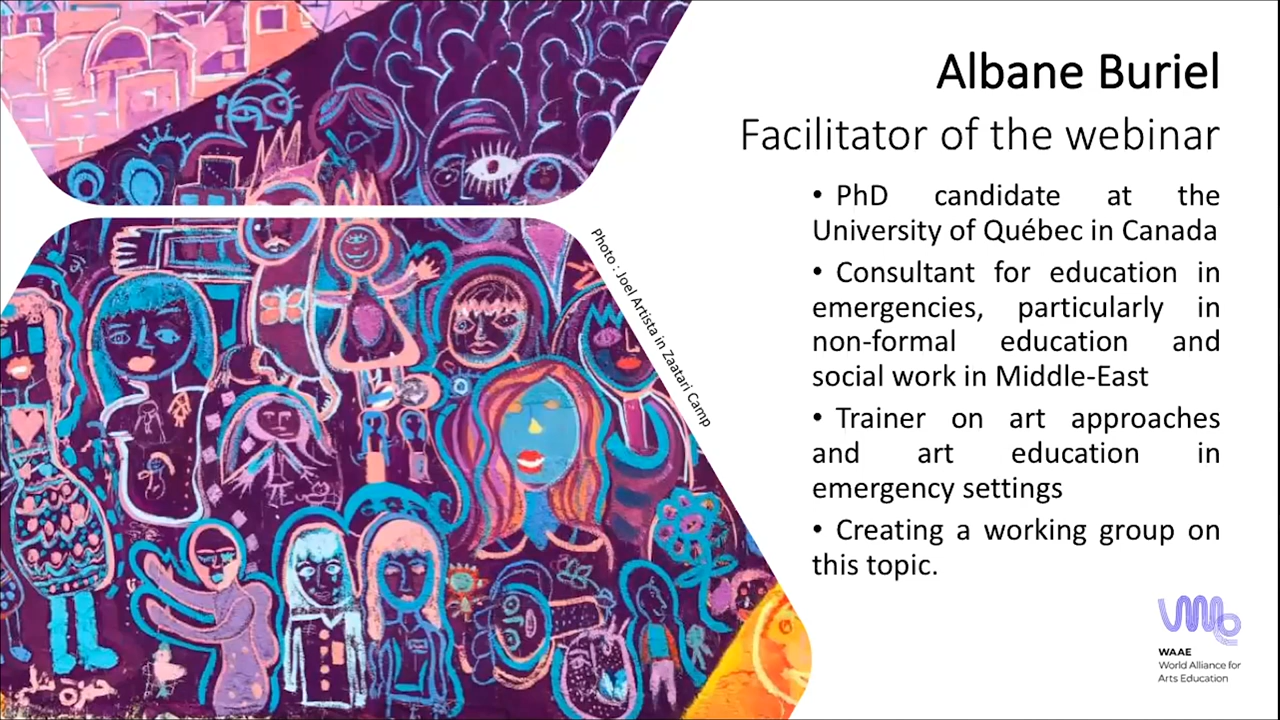 Albane Buriel
Facilitator of the webinar
• PhD candidate at the
University of Québec in Canada
• Consultant for education in
emergencies, particularly in
non-formal education and
social work in Middle-East
• Trainer on art approaches
and art education in
emergency settings
• Creating a working group on
this topic.
Photo : Joel Artista in Zaatari Camp
WAAE
World Alliance for
Arts Education